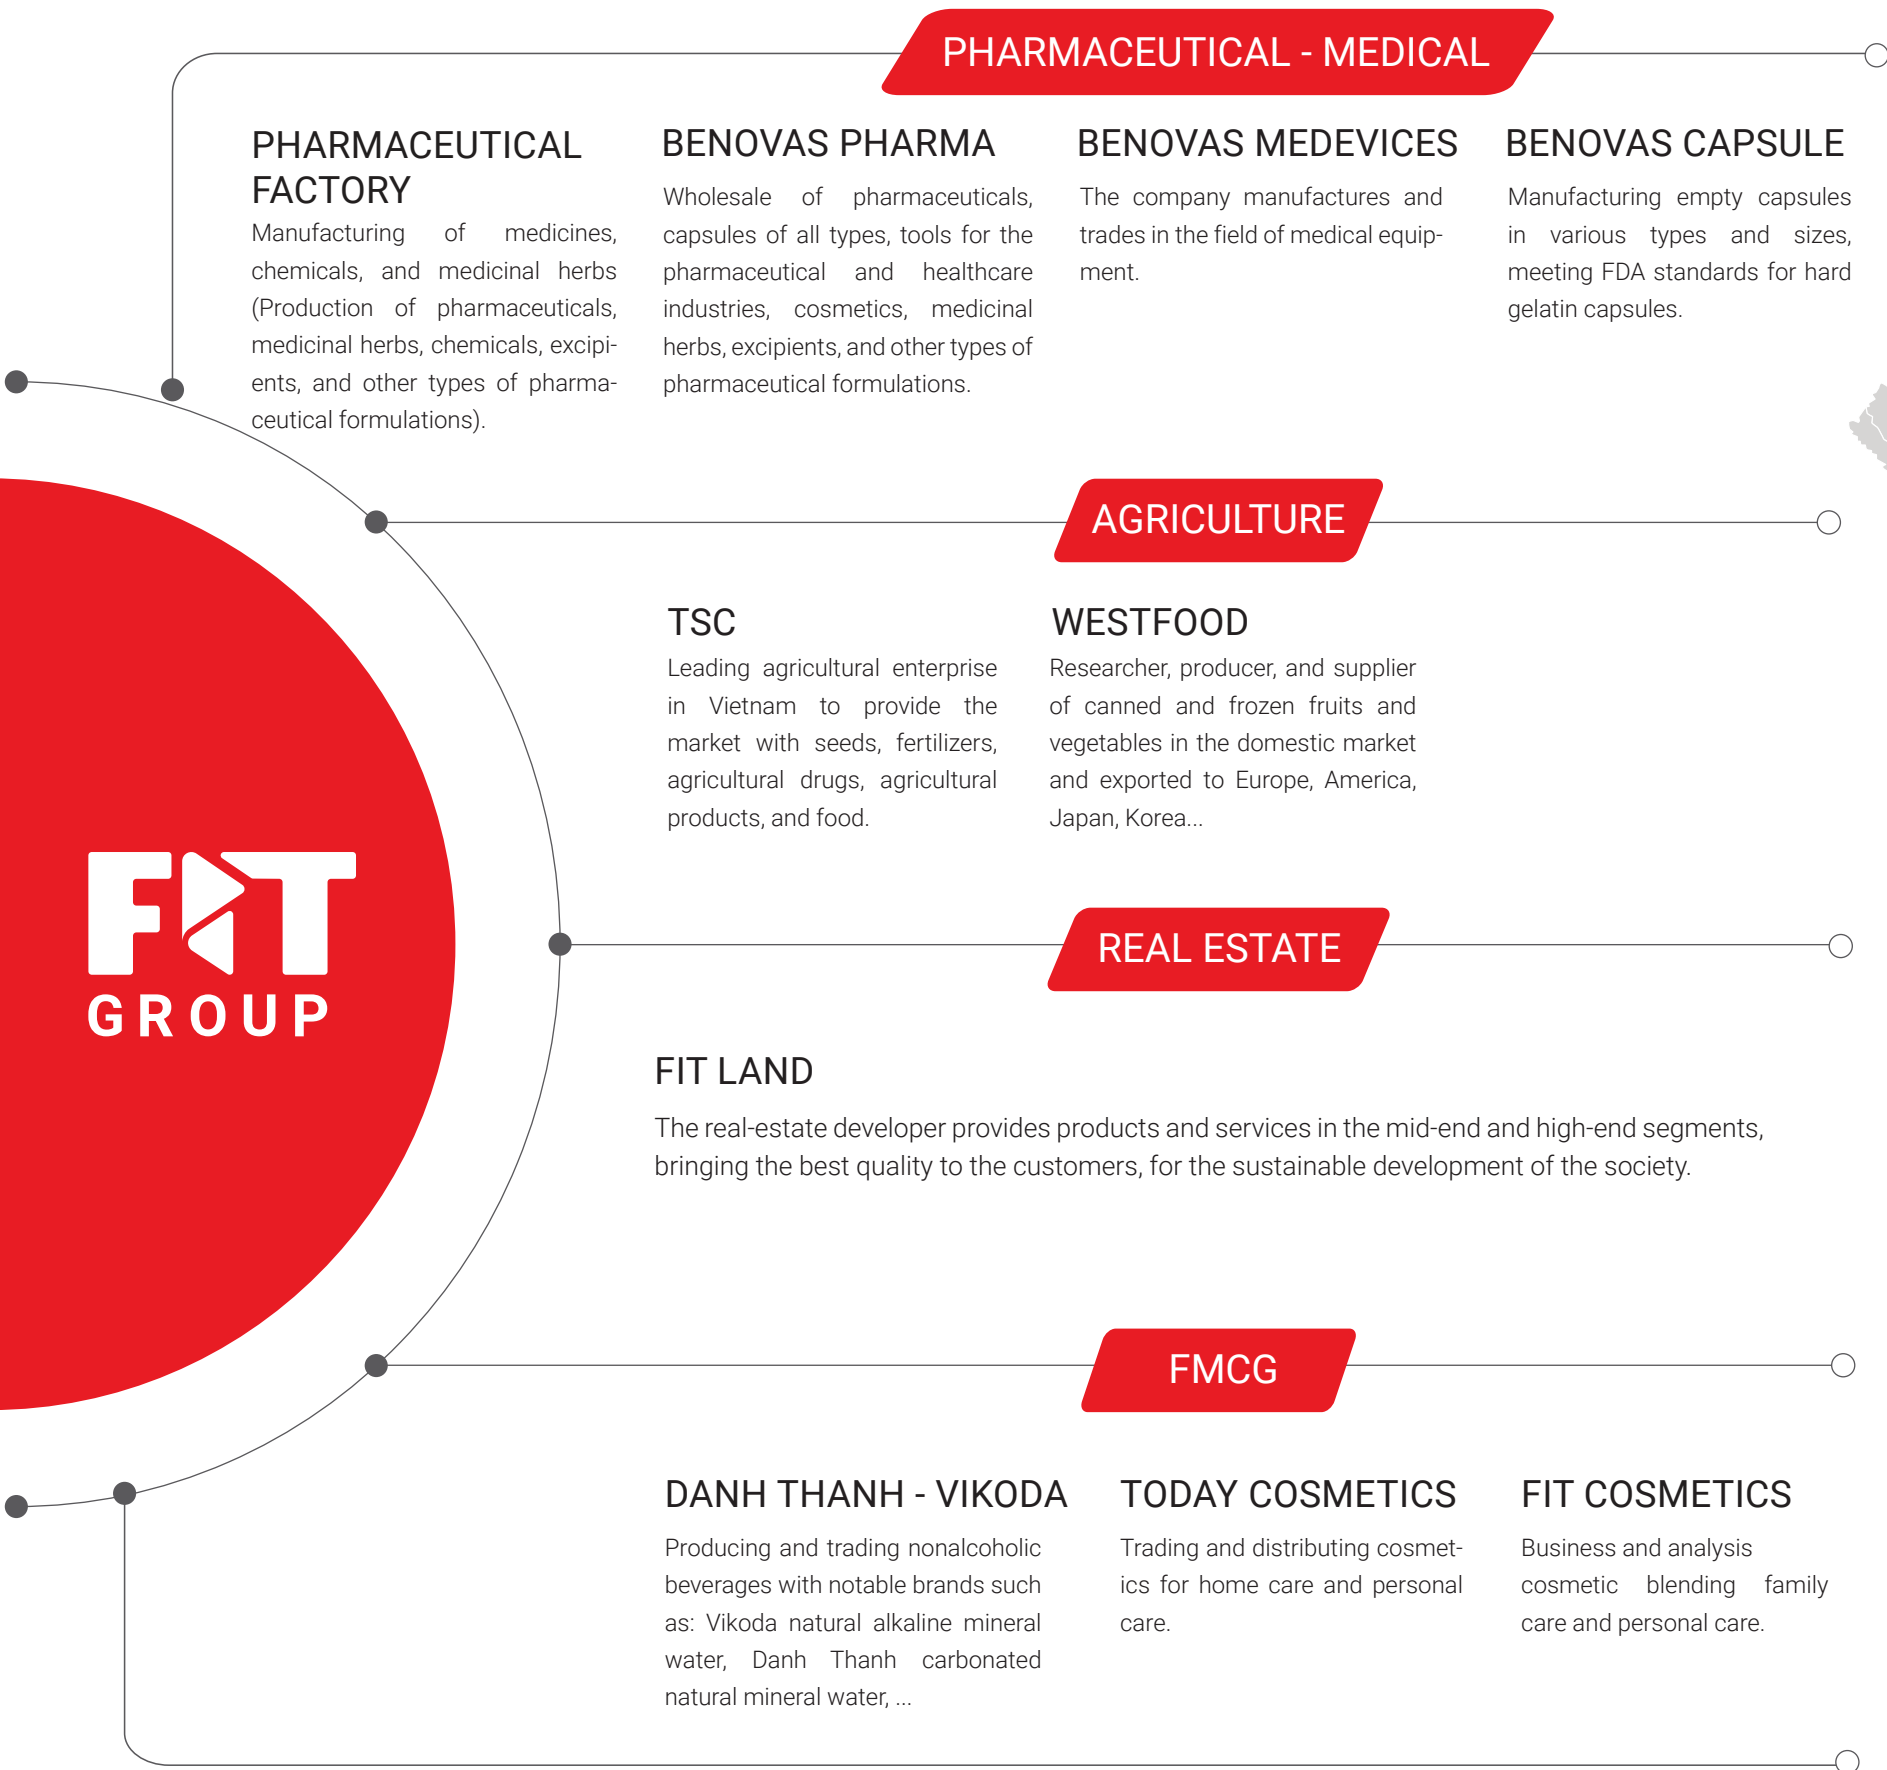 PHARMACEUTICAL - MEDICAL
PHARMACEUTICAL
FACTORY
Manufacturing of medicines,
chemicals, and medicinal herbs
(Production of pharmaceuticals,
medicinal herbs, chemicals, excipi-
ents, and other types of pharma-
ceutical formulations).
BENOVAS PHARMA
Wholesale of pharmaceuticals,
capsules of all types, tools for the
pharmaceutical and healthcare
industries, cosmetics, medicinal
herbs, excipients, and other types of
pharmaceutical formulations.
BENOVAS MEDEVICES
The company manufactures and
trades in the field of medical equip-
ment.
BENOVAS CAPSULE
Manufacturing empty capsules
in various types and sizes,
meeting FDA standards for hard
gelatin capsules.
AGRICULTURE
TSC
Leading agricultural enterprise
in Vietnam to provide the
market with seeds, fertilizers,
agricultural drugs, agricultural
products, and food.
WESTFOOD
Researcher, producer, and supplier
of canned and frozen fruits and
vegetables in the domestic market
and exported to Europe, America,
Japan, Korea...
FIT
GROUP
REAL ESTATE
FIT LAND
The real-estate developer provides products and services in the mid-end and high-end segments,
bringing the best quality to the customers, for the sustainable development of the society.
FMCG
DANH THANH - VIKODA
Producing and trading nonalcoholic
beverages with notable brands such
as: Vikoda natural alkaline mineral
water, Danh Thanh carbonated
natural mineral water, ...
TODAY COSMETICS
Trading and distributing cosmet-
ics for home care and personal
care.
FIT COSMETICS
Business and analysis
cosmetic blending family
care and personal care.